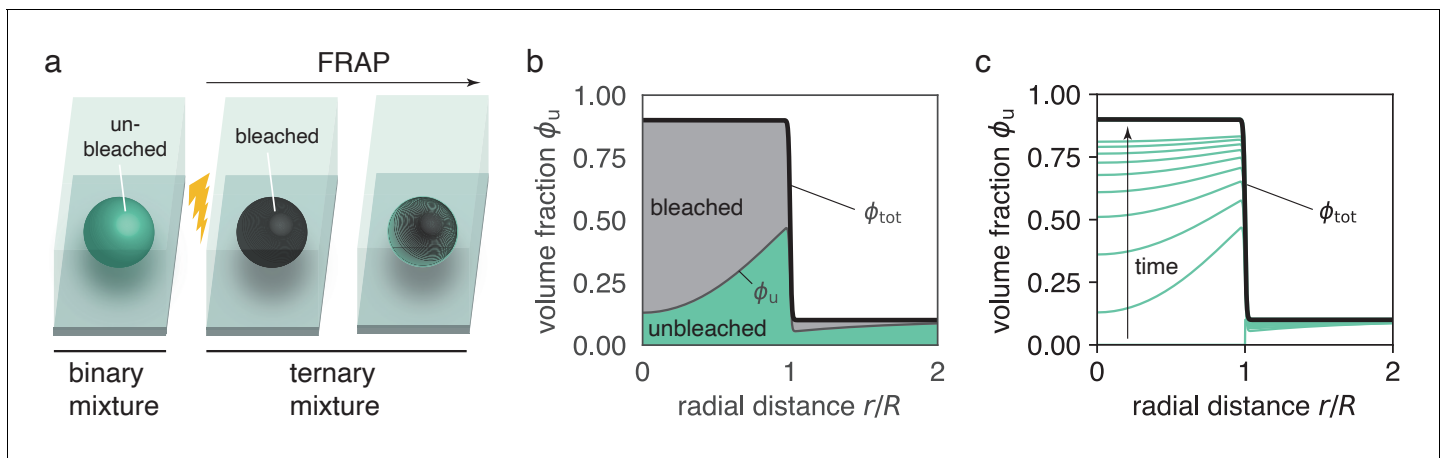 a
FRAP
un-
bleached
bleached
binary
mixture
ternary
mixture
b
volume fraction ϕu
1.00
0.75
0.50
0.25
0.00
bleached
ϕtot
ϕu
unbleached
0
1
2
radial distance r/R
c
volume fraction ϕu
1.00
0.75
0.50
0.25
0.00
ϕtot
time
0
1
2
radial distance r/R